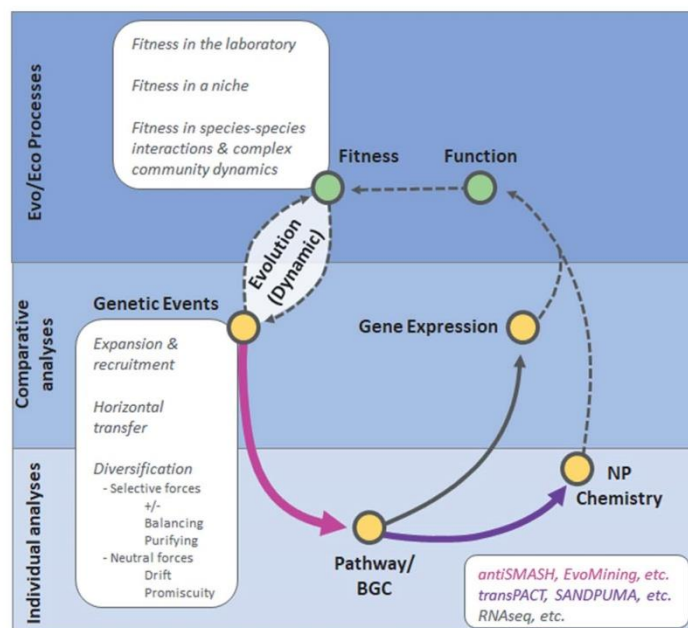 Fitness in the laboratory
Fitness in a niche
Fitness in species-species
interactions & complex
community dynamics
Evo/Eco Processes
Fitness
Function
Evolution
(Dynamic)
Comparative
analyses
Genetic Events
Gene Expression
Expansion &
recruitment
Horizontal
transfer
Diversification
- Selective forces
+/-
Balancing
Purifying
- Neutral forces
Drift
Promiscuity
Individual analyses
NP
Chemistry
Pathway/
BGC
antiSMASH, EvoMining, etc.
transPACT, SANDPUMA, etc.
RNAseq, etc.